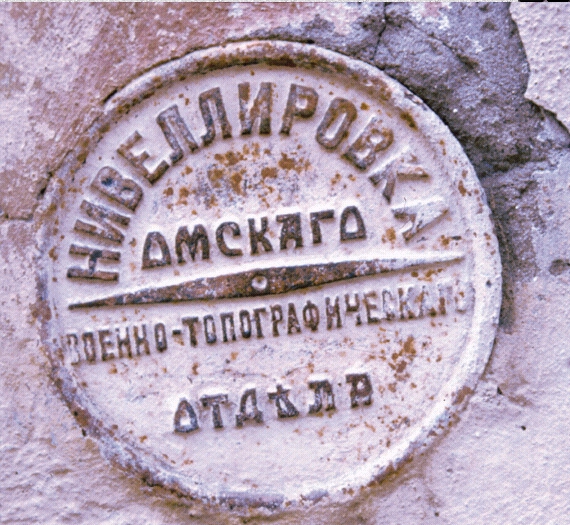 НИВЕЛЛИРОВКА
ОМСКАГО
ВОЕННО-ТОПОГРАФИЧЕСКАГО
ОТДѢЛА